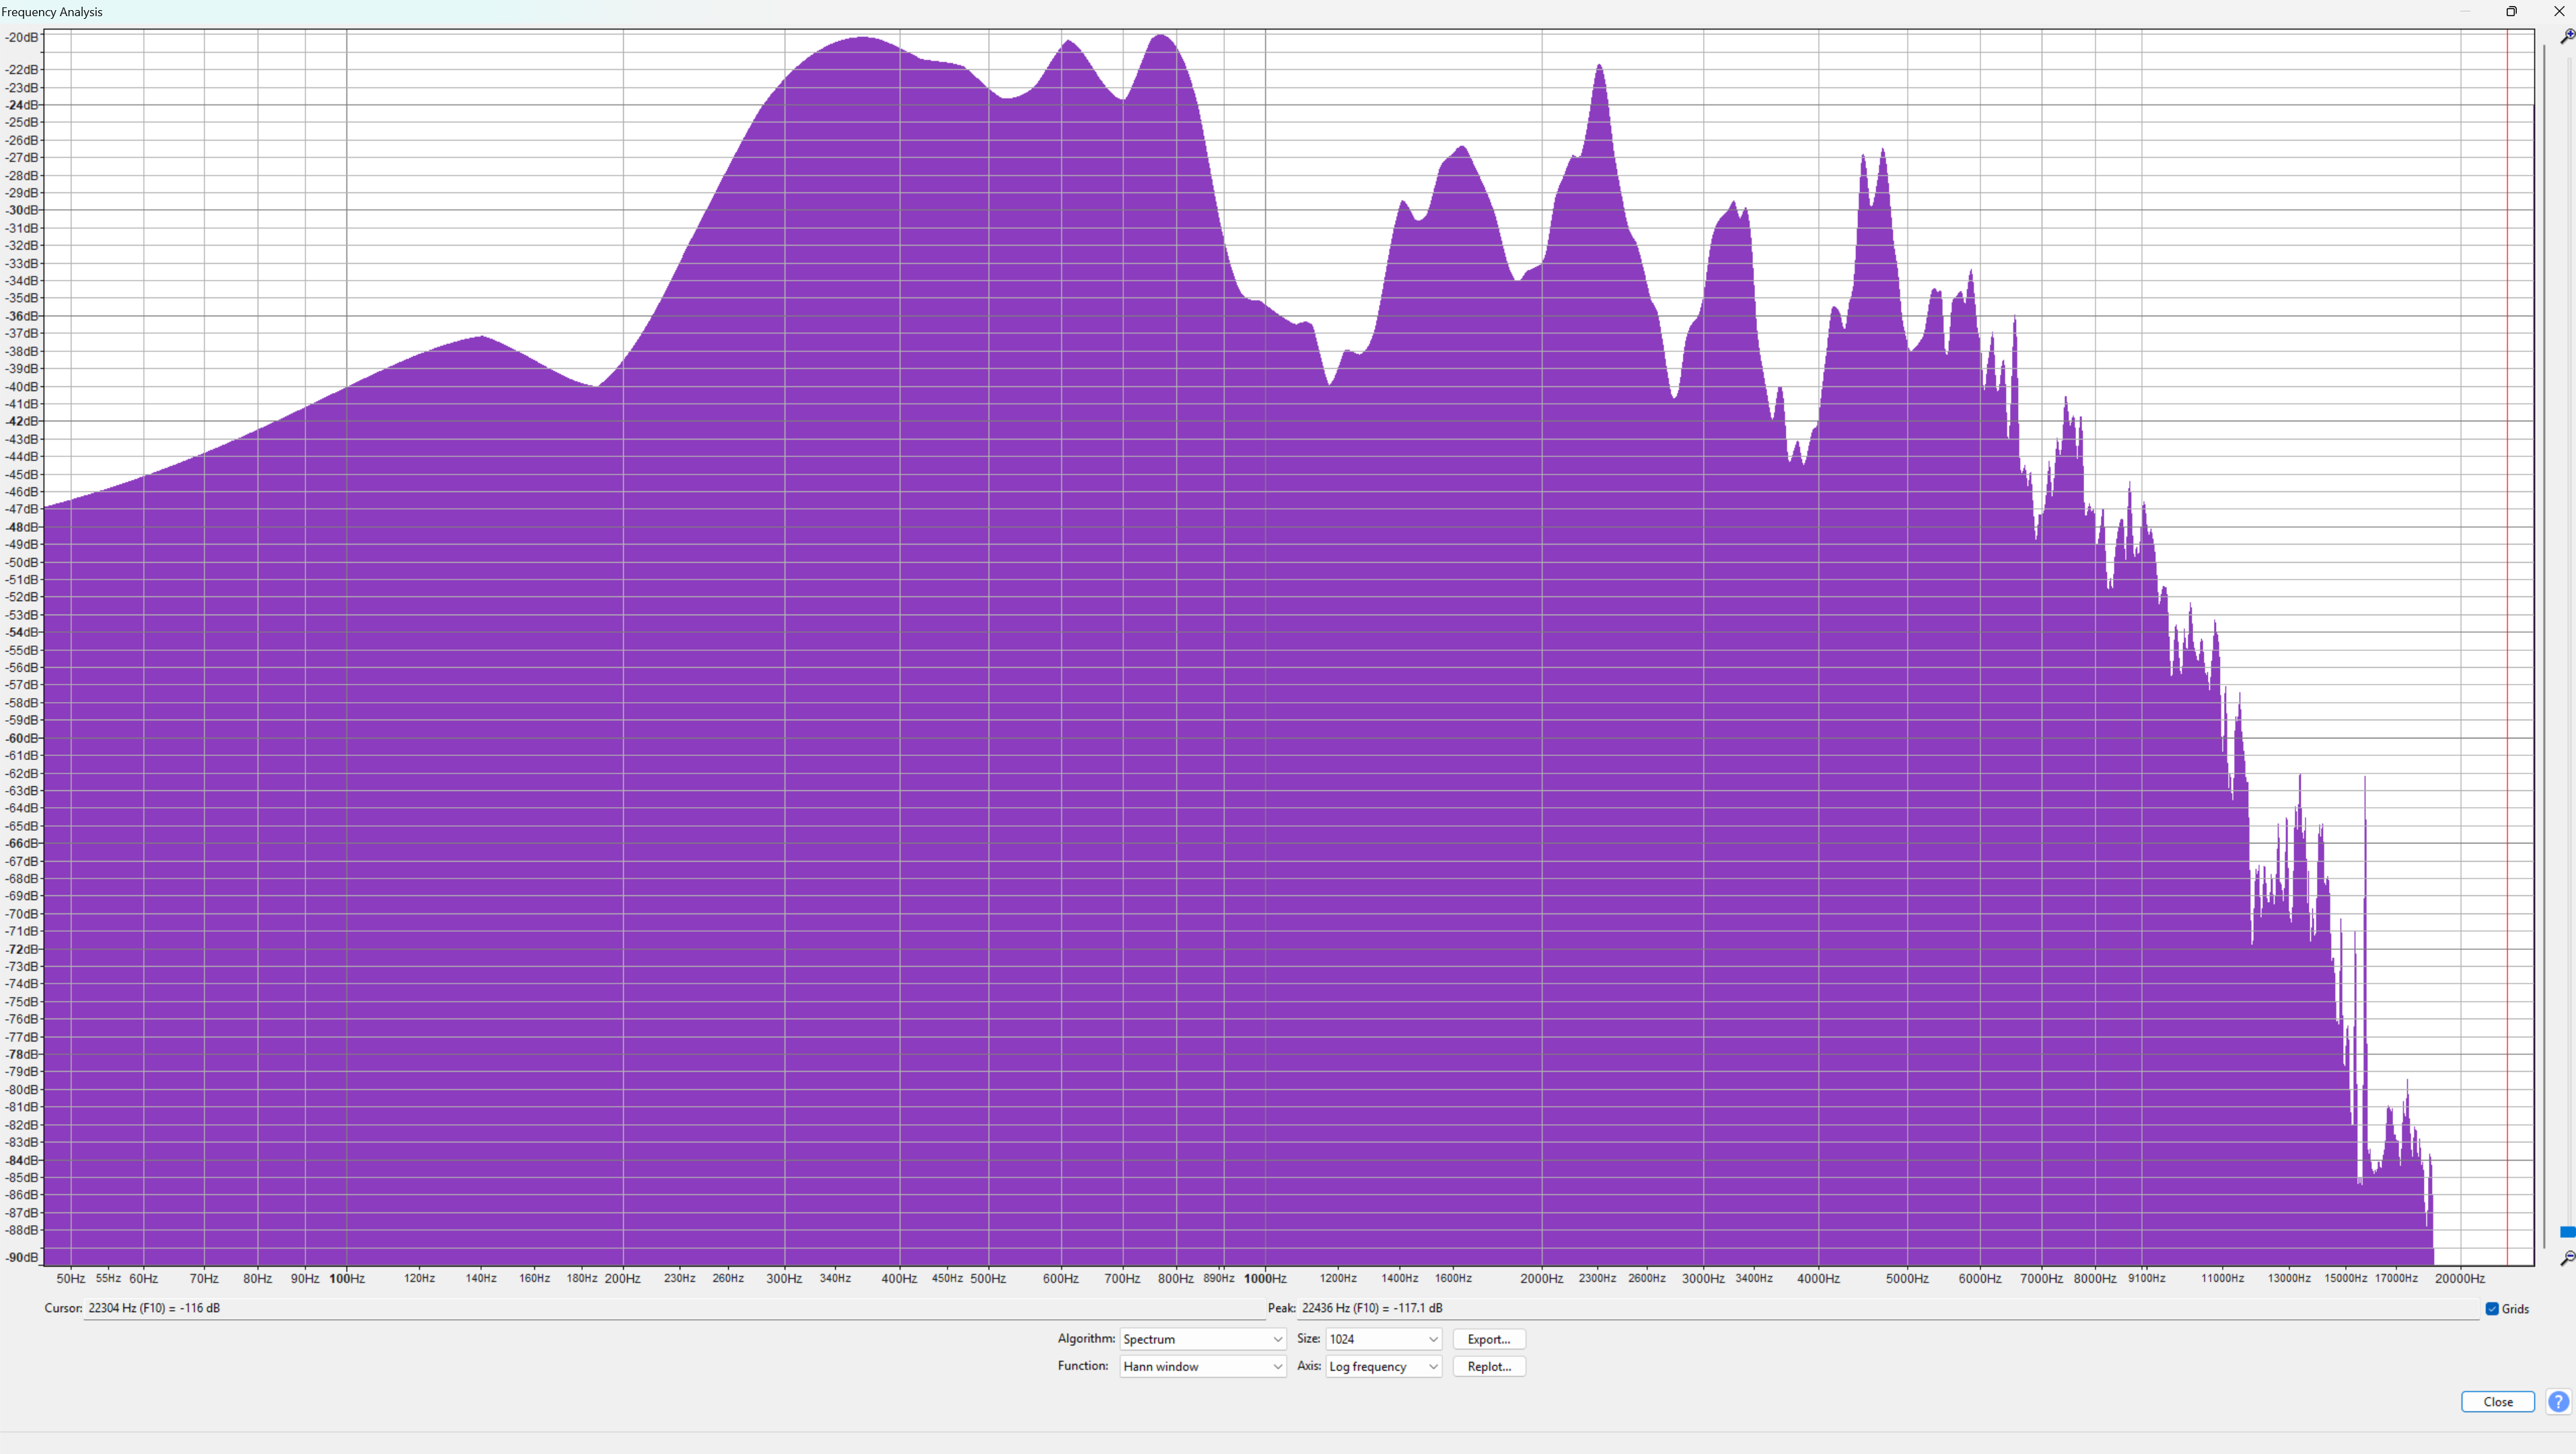 Frequency Analysis
-20dB
-22dB
-23dB
-24dB
-25dB
-26dB
-27dB
-28dB
-29dB
-30dB
-31dB
-32dB
-33dB
-34dB
-35dB
-36dB
-37dB
-38dB
-39dB
-40dB
-41dB
-42dB
-43dB
-44dB
-45dB
-46dB
-47dB
-48dB
-49dB
-50dB
-51dB
-52dB
-53dB
-54dB
-55dB
-56dB
-57dB
-58dB
-59dB
-60dB
-61dB
-62dB
-63dB
-64dB
-65dB
-66dB
-67dB
-68dB
-69dB
-70dB
-71dB
-72dB
-73dB
-74dB
-75dB
-76dB
-77dB
-78dB
-79dB
-80dB
-81dB
-82dB
-83dB
-84dB
-85dB
-86dB
-87dB
-88dB
-90dB
50Hz 55Hz 60Hz 70Hz 80Hz 90Hz 100Hz 120Hz 140Hz 160Hz 180Hz 200Hz 230Hz 260Hz 300Hz 340Hz 400Hz 450Hz 500Hz 600Hz 700Hz 800Hz 890Hz 1000Hz 1200Hz 1400Hz 1600Hz 2000Hz 2300Hz 2600Hz 3000Hz 3400Hz 4000Hz 5000Hz 6000Hz 7000Hz 8000Hz 9100Hz 11000Hz 13000Hz 15000Hz 17000Hz 20000Hz
Cursor: 22304 Hz (F10) = -116 dB Peak: 22436 Hz (F10) = -117.1 dB Grids
Algorithm: Spectrum Size: 1024 Export...
Function: Hann window Axis: Log frequency Replot...
Close ?